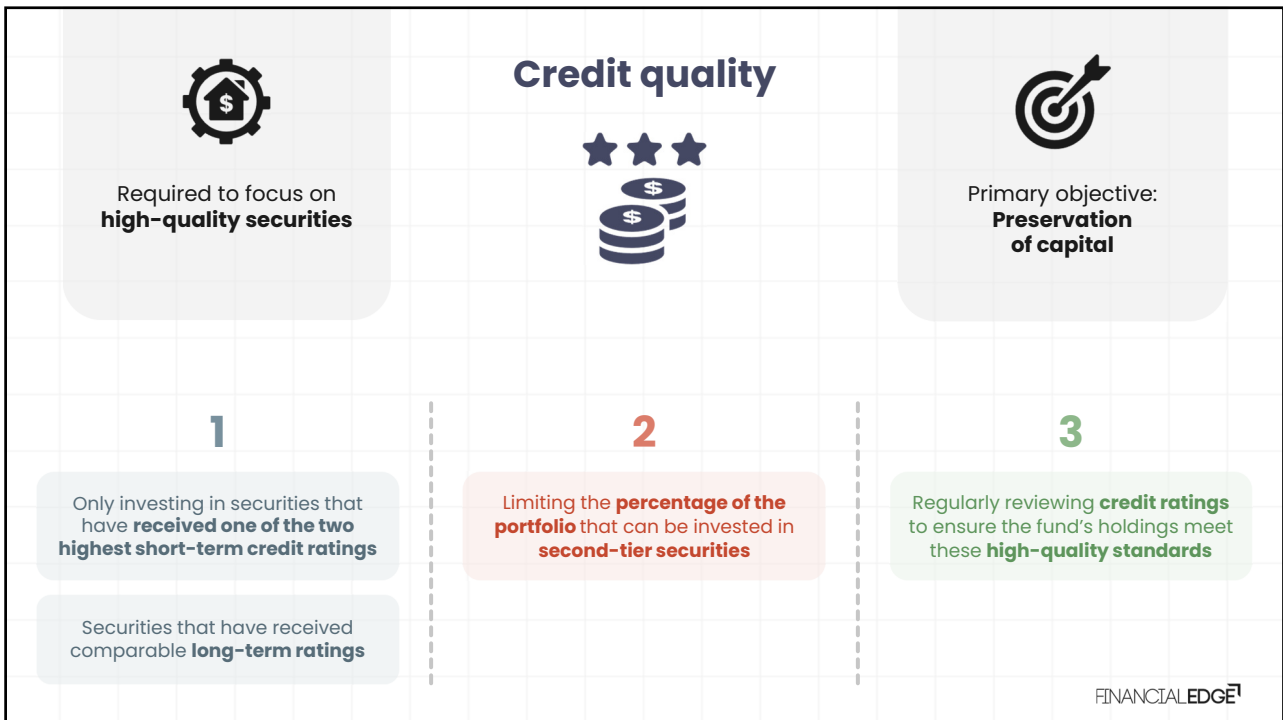 Credit quality
$
Required to focus on
high-quality securities
$
$
Primary objective:
Preservation
of capital
1
Only investing in securities that
have received one of the two
highest short-term credit ratings
Securities that have received
comparable long-term ratings
2
Limiting the percentage of the
portfolio that can be invested in
second-tier securities
3
Regularly reviewing credit ratings
to ensure the fund’s holdings meet
these high-quality standards
FINANCIALEDGE